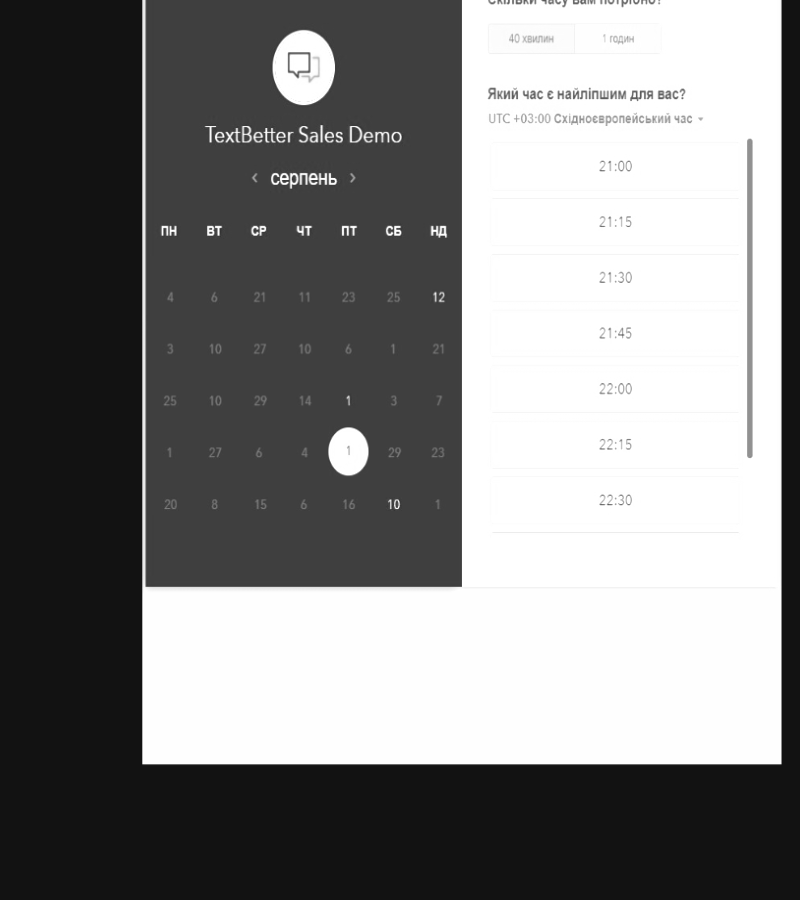 TextBetter Sales Demo
‹ серпень ›
ПН ВТ СР ЧТ ПТ СБ НД
4 6 21 11 23 25 12
3 10 27 10 6 1 21
25 10 29 14 1 3 7
1 27 6 4 1 29 23
20 8 15 6 16 10 1
Скільки часу вам потрібно?
40 хвилин 1 годин
Який час є найліпшим для вас?
UTC +03:00 Східноєвропейський час
21:00
21:15
21:30
21:45
22:00
22:15
22:30